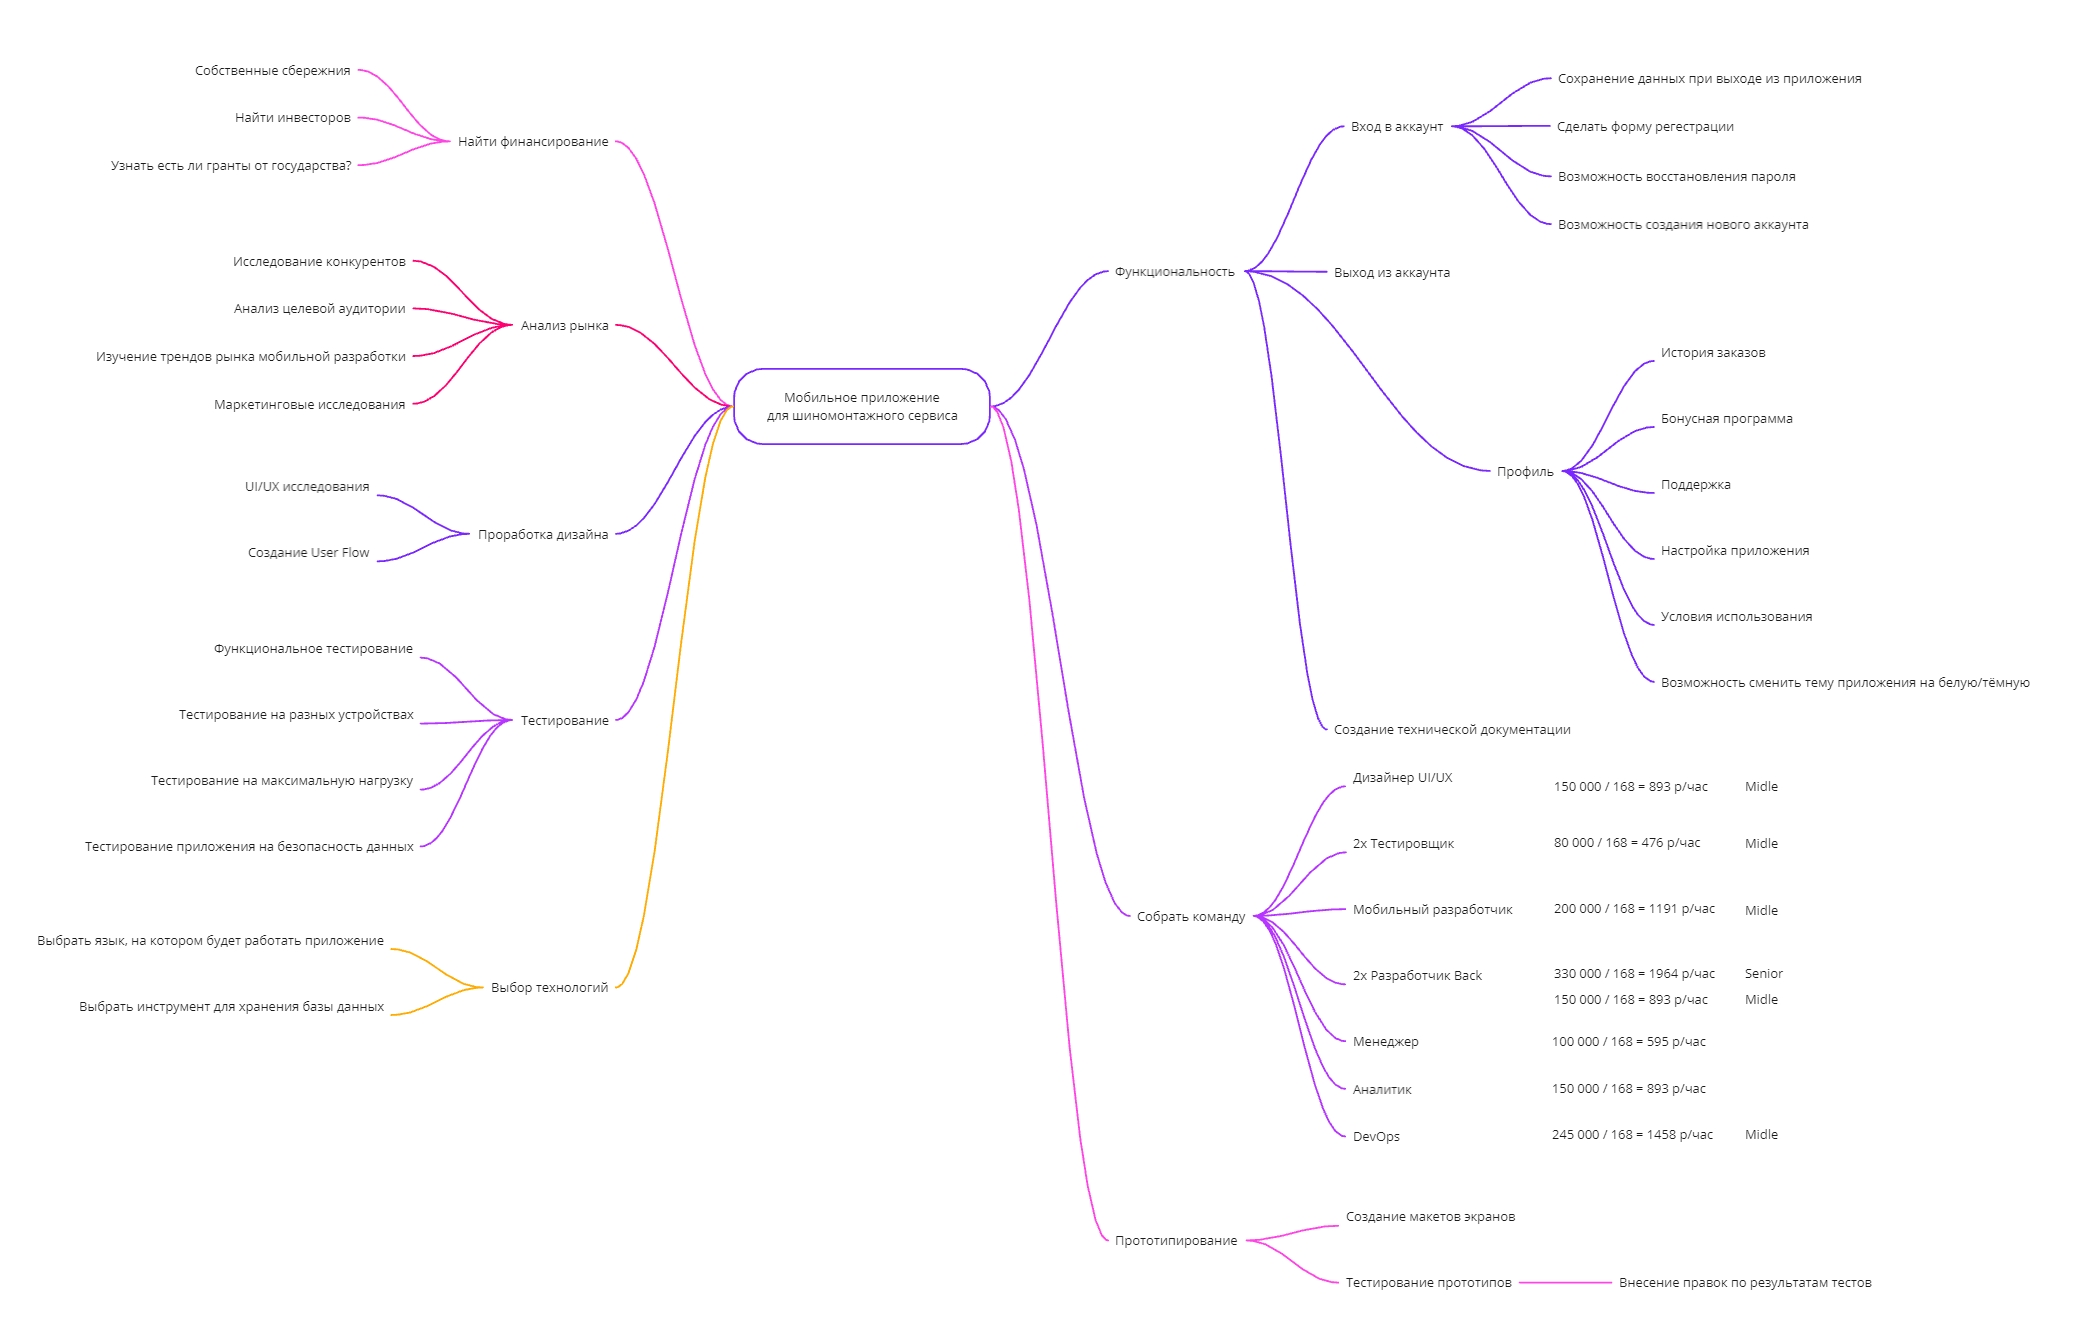 Мобильное приложение
для шиномонтажного сервиса
Найти финансирование
Собственные сбережния
Найти инвесторов
Узнать есть ли гранты от государства?
Анализ рынка
Исследование конкурентов
Анализ целевой аудитории
Изучение трендов рынка мобильной разработки
Маркетинговые исследования
Проработка дизайна
UI/UX исследования
Создание User Flow
Тестирование
Функциональное тестирование
Тестирование на разных устройствах
Тестирование на максимальную нагрузку
Тестирование приложения на безопасность данных
Выбор технологий
Выбрать язык, на котором будет работать приложение
Выбрать инструмент для хранения базы данных
Функциональность
Вход в аккаунт
Сохранение данных при выходе из приложения
Сделать форму регестрации
Возможность восстановления пароля
Возможность создания нового аккаунта
Выход из аккаунта
Профиль
История заказов
Бонусная программа
Поддержка
Настройка приложения
Условия использования
Возможность сменить тему приложения на белую/тёмную
Создание технической документации
Собрать команду
Дизайнер UI/UX 150 000 / 168 = 893 р/час Midle
2x Тестировщик 80 000 / 168 = 476 р/час Midle
Мобильный разработчик 200 000 / 168 = 1191 р/час Midle
2x Разработчик Back 330 000 / 168 = 1964 р/час Senior
150 000 / 168 = 893 р/час Midle
Менеджер 100 000 / 168 = 595 р/час
Аналитик 150 000 / 168 = 893 р/час
DevOps 245 000 / 168 = 1458 р/час Midle
Прототипирование
Создание макетов экранов
Тестирование прототипов
Внесение правок по результатам тестов